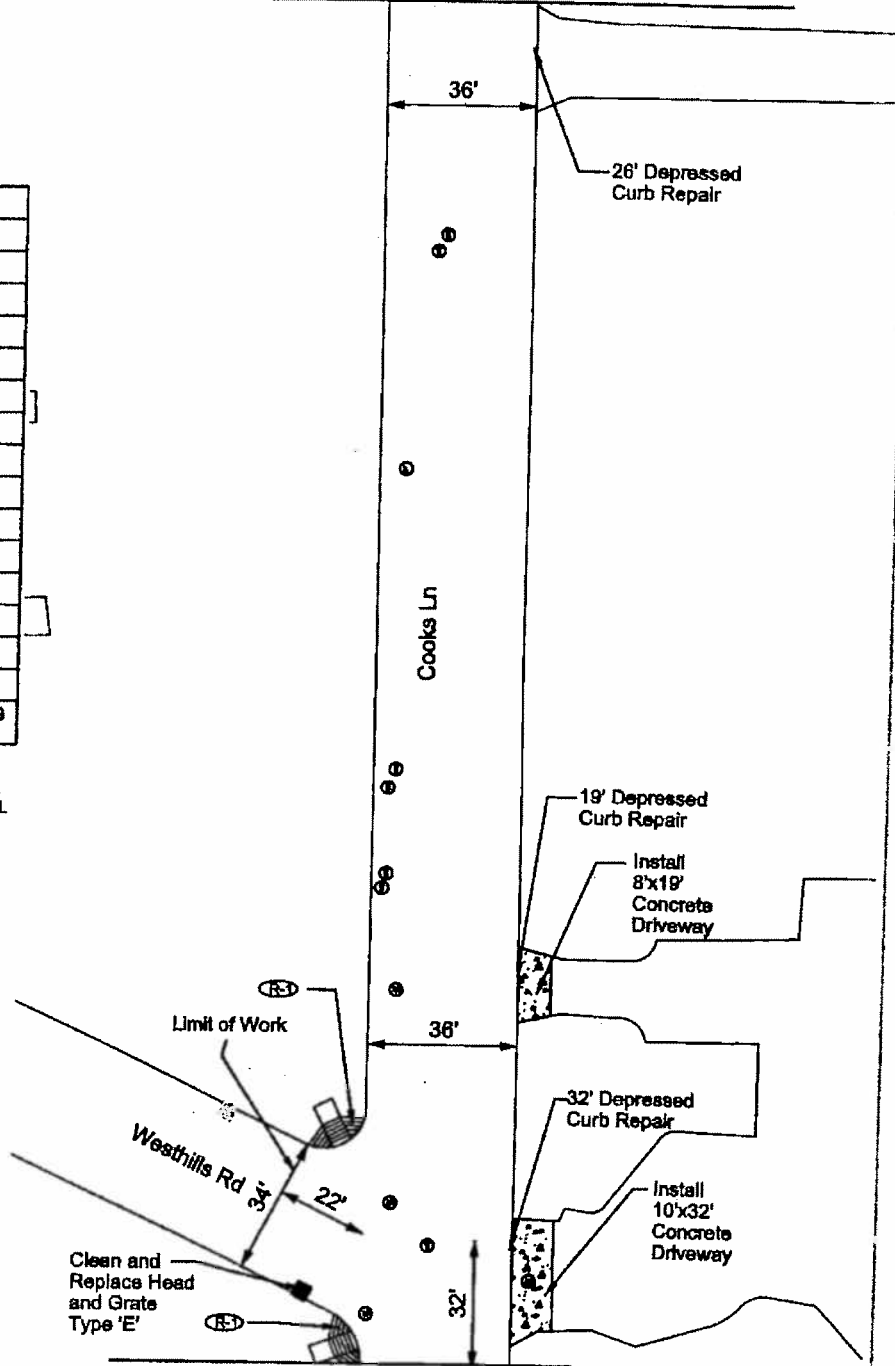 36'
26' Depressed
Curb Repair
Cooks Ln
19' Depressed
Curb Repair
Install
8'x19'
Concrete
Driveway
R-1
Limit of Work
36'
32' Depressed
Curb Repair
Westhills Rd
34'
22'
Install
10'x32'
Concrete
Driveway
Clean and
Replace Head
and Grate
Type 'E'
32'
R-1